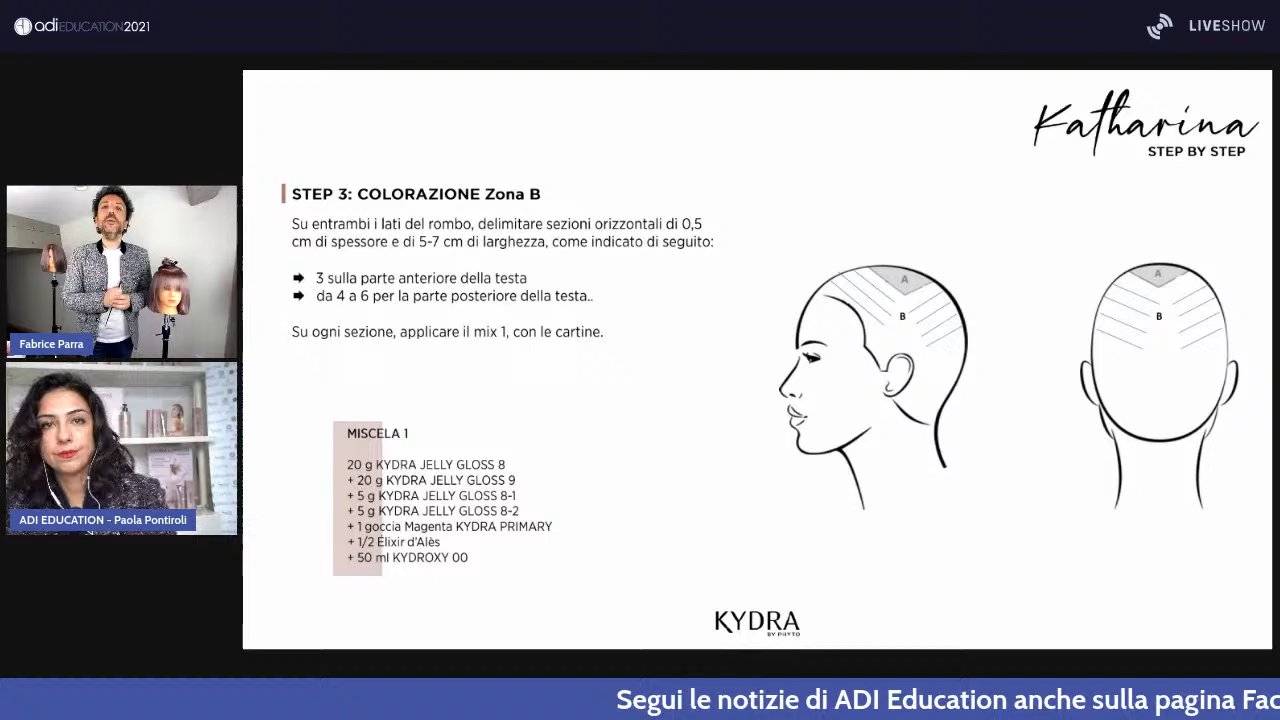 adiEDUCATION2021
LIVESHOW
Katharina
STEP BY STEP
STEP 3: COLORAZIONE Zona B
Su entrambi i lati del rombo, delimitare sezioni orizzontali di 0,5
cm di spessore e di 5-7 cm di larghezza, come indicato di seguito:
➡ 3 sulla parte anteriore della testa
➡ da 4 a 6 per la parte posteriore della testa..
Su ogni sezione, applicare il mix 1, con le cartine.
A
B
A
B
Fabrice Parra
ADI EDUCATION - Paola Pontiroli
MISCELA 1
20 g KYDRA JELLY GLOSS 8
+ 20 g KYDRA JELLY GLOSS 9
+ 5 g KYDRA JELLY GLOSS 8-1
+ 5 g KYDRA JELLY GLOSS 8-2
+ 1 goccia Magenta KYDRA PRIMARY
+ 1/2 Élixir d'Alès
+ 50 ml KYDROXY 00
KYDRA
BY PHYTO
Segui le notizie di ADI Education anche sulla pagina Fac